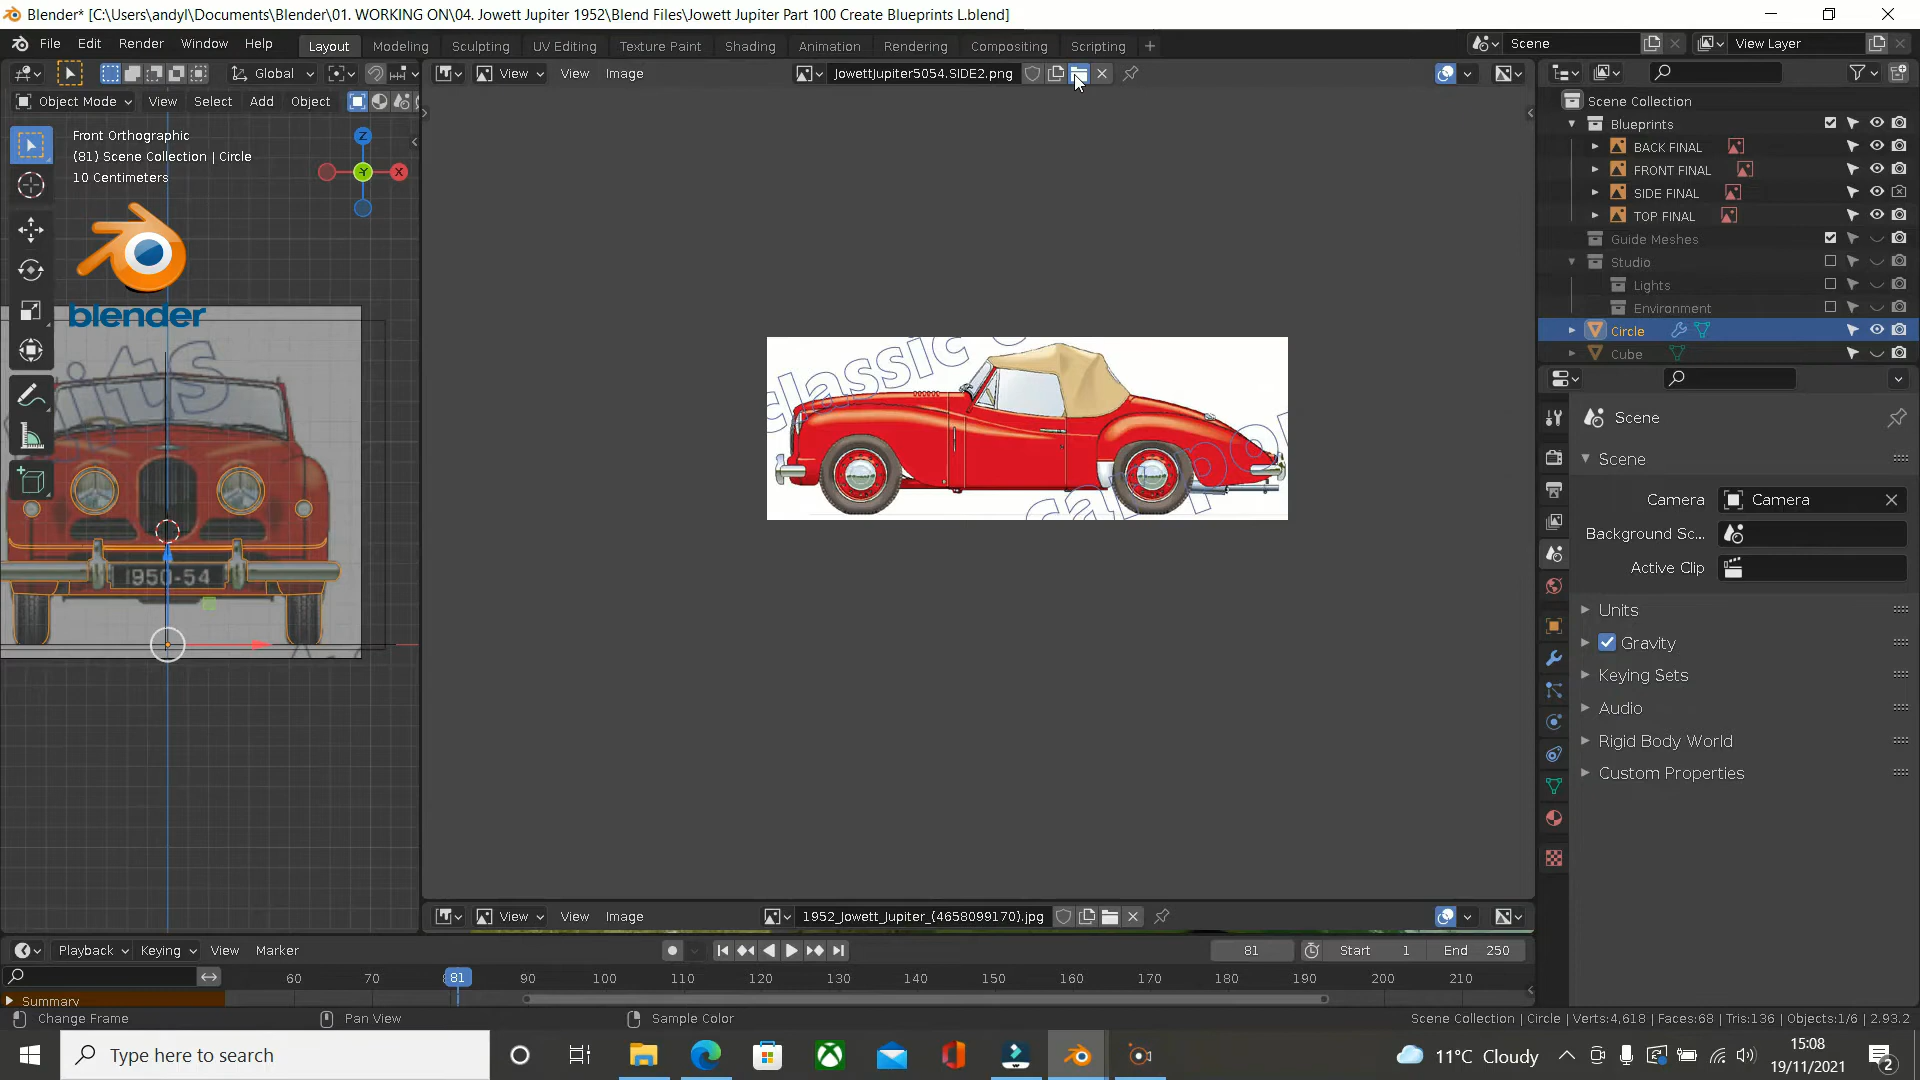 Blender* [C:\Users\andyl\Documents\Blender\01. WORKING ON\04. Jowett Jupiter 1952\Blend Files\Jowett Jupiter Part 100 Create Blueprints L.blend]
File Edit Render Window Help Layout Modeling Sculpting UV Editing Texture Paint Shading Animation Rendering Compositing Scripting + Scene View Layer
Global View View Image JowettJupiter5054.SIDE2.png
Object Mode View Select Add Object
Front Orthographic
(81) Scene Collection | Circle
10 Centimeters
Z
Y
X
blender
1950-54
classic
Scene Collection
Blueprints
BACK FINAL
FRONT FINAL
SIDE FINAL
TOP FINAL
Guide Meshes
Studio
Lights
Environment
Circle
Cube
Scene
Scene
Camera Camera
Background Sc...
Active Clip
Units
Gravity
Keying Sets
Audio
Rigid Body World
Custom Properties
View View Image 1952_Jowett_Jupiter_(4658099170).jpg
Playback Keying View Marker 81 Start 1 End 250
60 70 81 90 100 110 120 130 140 150 160 170 180 190 200 210
Summary
Change Frame Pan View Sample Color Scene Collection | Circle | Verts:4,618 | Faces:68 | Tris:136 | Objects:1/6 | 2.93.2
Type here to search 11°C Cloudy 15:08
19/11/2021
2